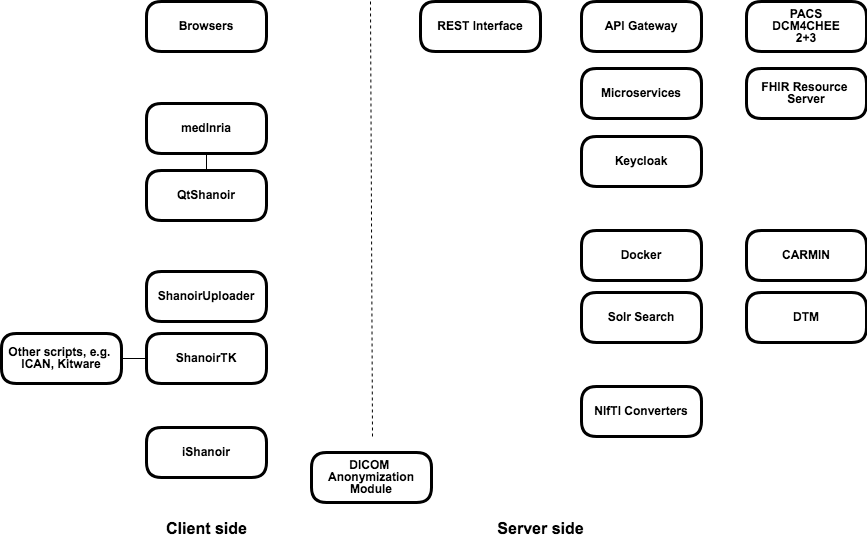 Browsers
REST Interface
API Gateway
PACS
DCM4CHEE
2+3
Microservices
FHIR Resource
Server
medInria
Keycloak
QtShanoir
Docker
CARMIN
ShanoirUploader
Solr Search
DTM
Other scripts, e.g.
ICAN, Kitware
ShanoirTK
NIfTI Converters
iShanoir
DICOM
Anonymization
Module
Client side
Server side